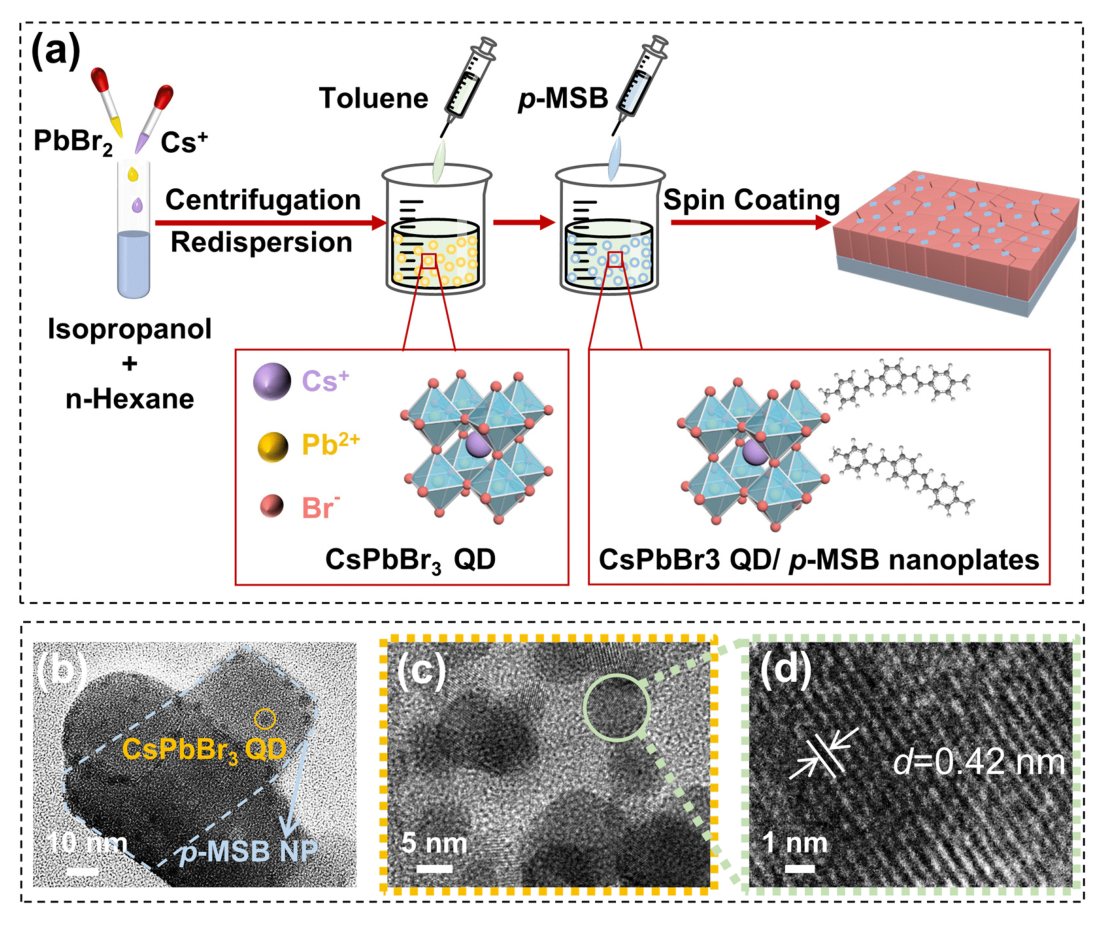 (a)
PbBr₂
Cs⁺
Isopropanol
+
n-Hexane
Centrifugation
Redispersion
Toluene
p-MSB
Spin Coating
Cs⁺
Pb²⁺
Br⁻
CsPbBr₃ QD
CsPbBr3 QD/ p-MSB nanoplates
(b)
CsPbBr₃ QD
p-MSB NP
10 nm
(c)
5 nm
(d)
d=0.42 nm
1 nm